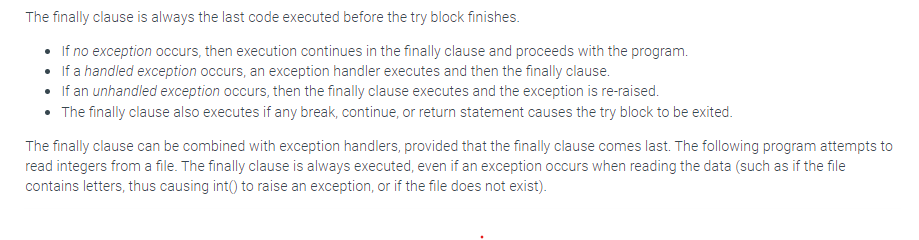 The finally clause is always the last code executed before the try block finishes.
• If no exception occurs, then execution continues in the finally clause and proceeds with the program.
• If a handled exception occurs, an exception handler executes and then the finally clause.
• If an unhandled exception occurs, then the finally clause executes and the exception is re-raised.
• The finally clause also executes if any break, continue, or return statement causes the try block to be exited.
The finally clause can be combined with exception handlers, provided that the finally clause comes last. The following program attempts to
read integers from a file. The finally clause is always executed, even if an exception occurs when reading the data (such as if the file
contains letters, thus causing int() to raise an exception, or if the file does not exist).